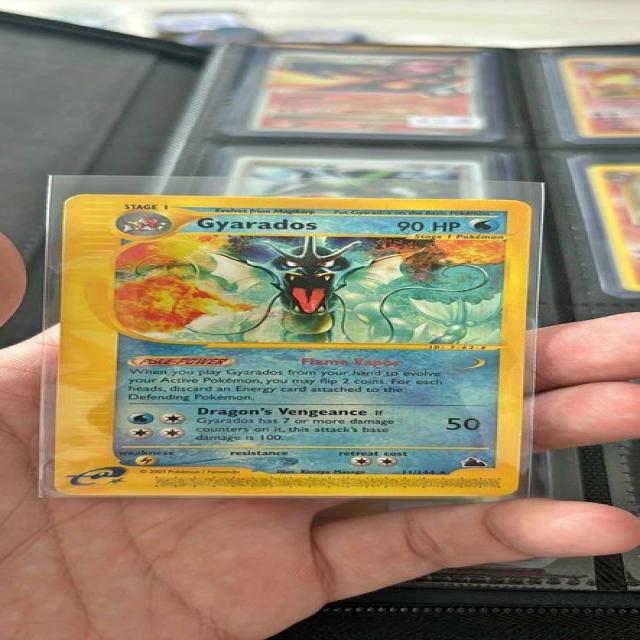 STAGE 1
Evolves from Magikarp Put Gyarados on the Basic Pokémon
Gyarados 90 HP
Stage 1 Pokémon
POKé-POWER Flame Vapor
When you play Gyarados from your hand to evolve
your Active Pokémon, you may flip 2 coins. For each
heads, discard an Energy card attached to the
Defending Pokémon.
Dragon's Vengeance If
Gyarados has 7 or more damage
counters on it, this attack's base
damage is 100.
50
weakness resistance retreat cost
© 2003 Pokémon / Nintendo
11/144